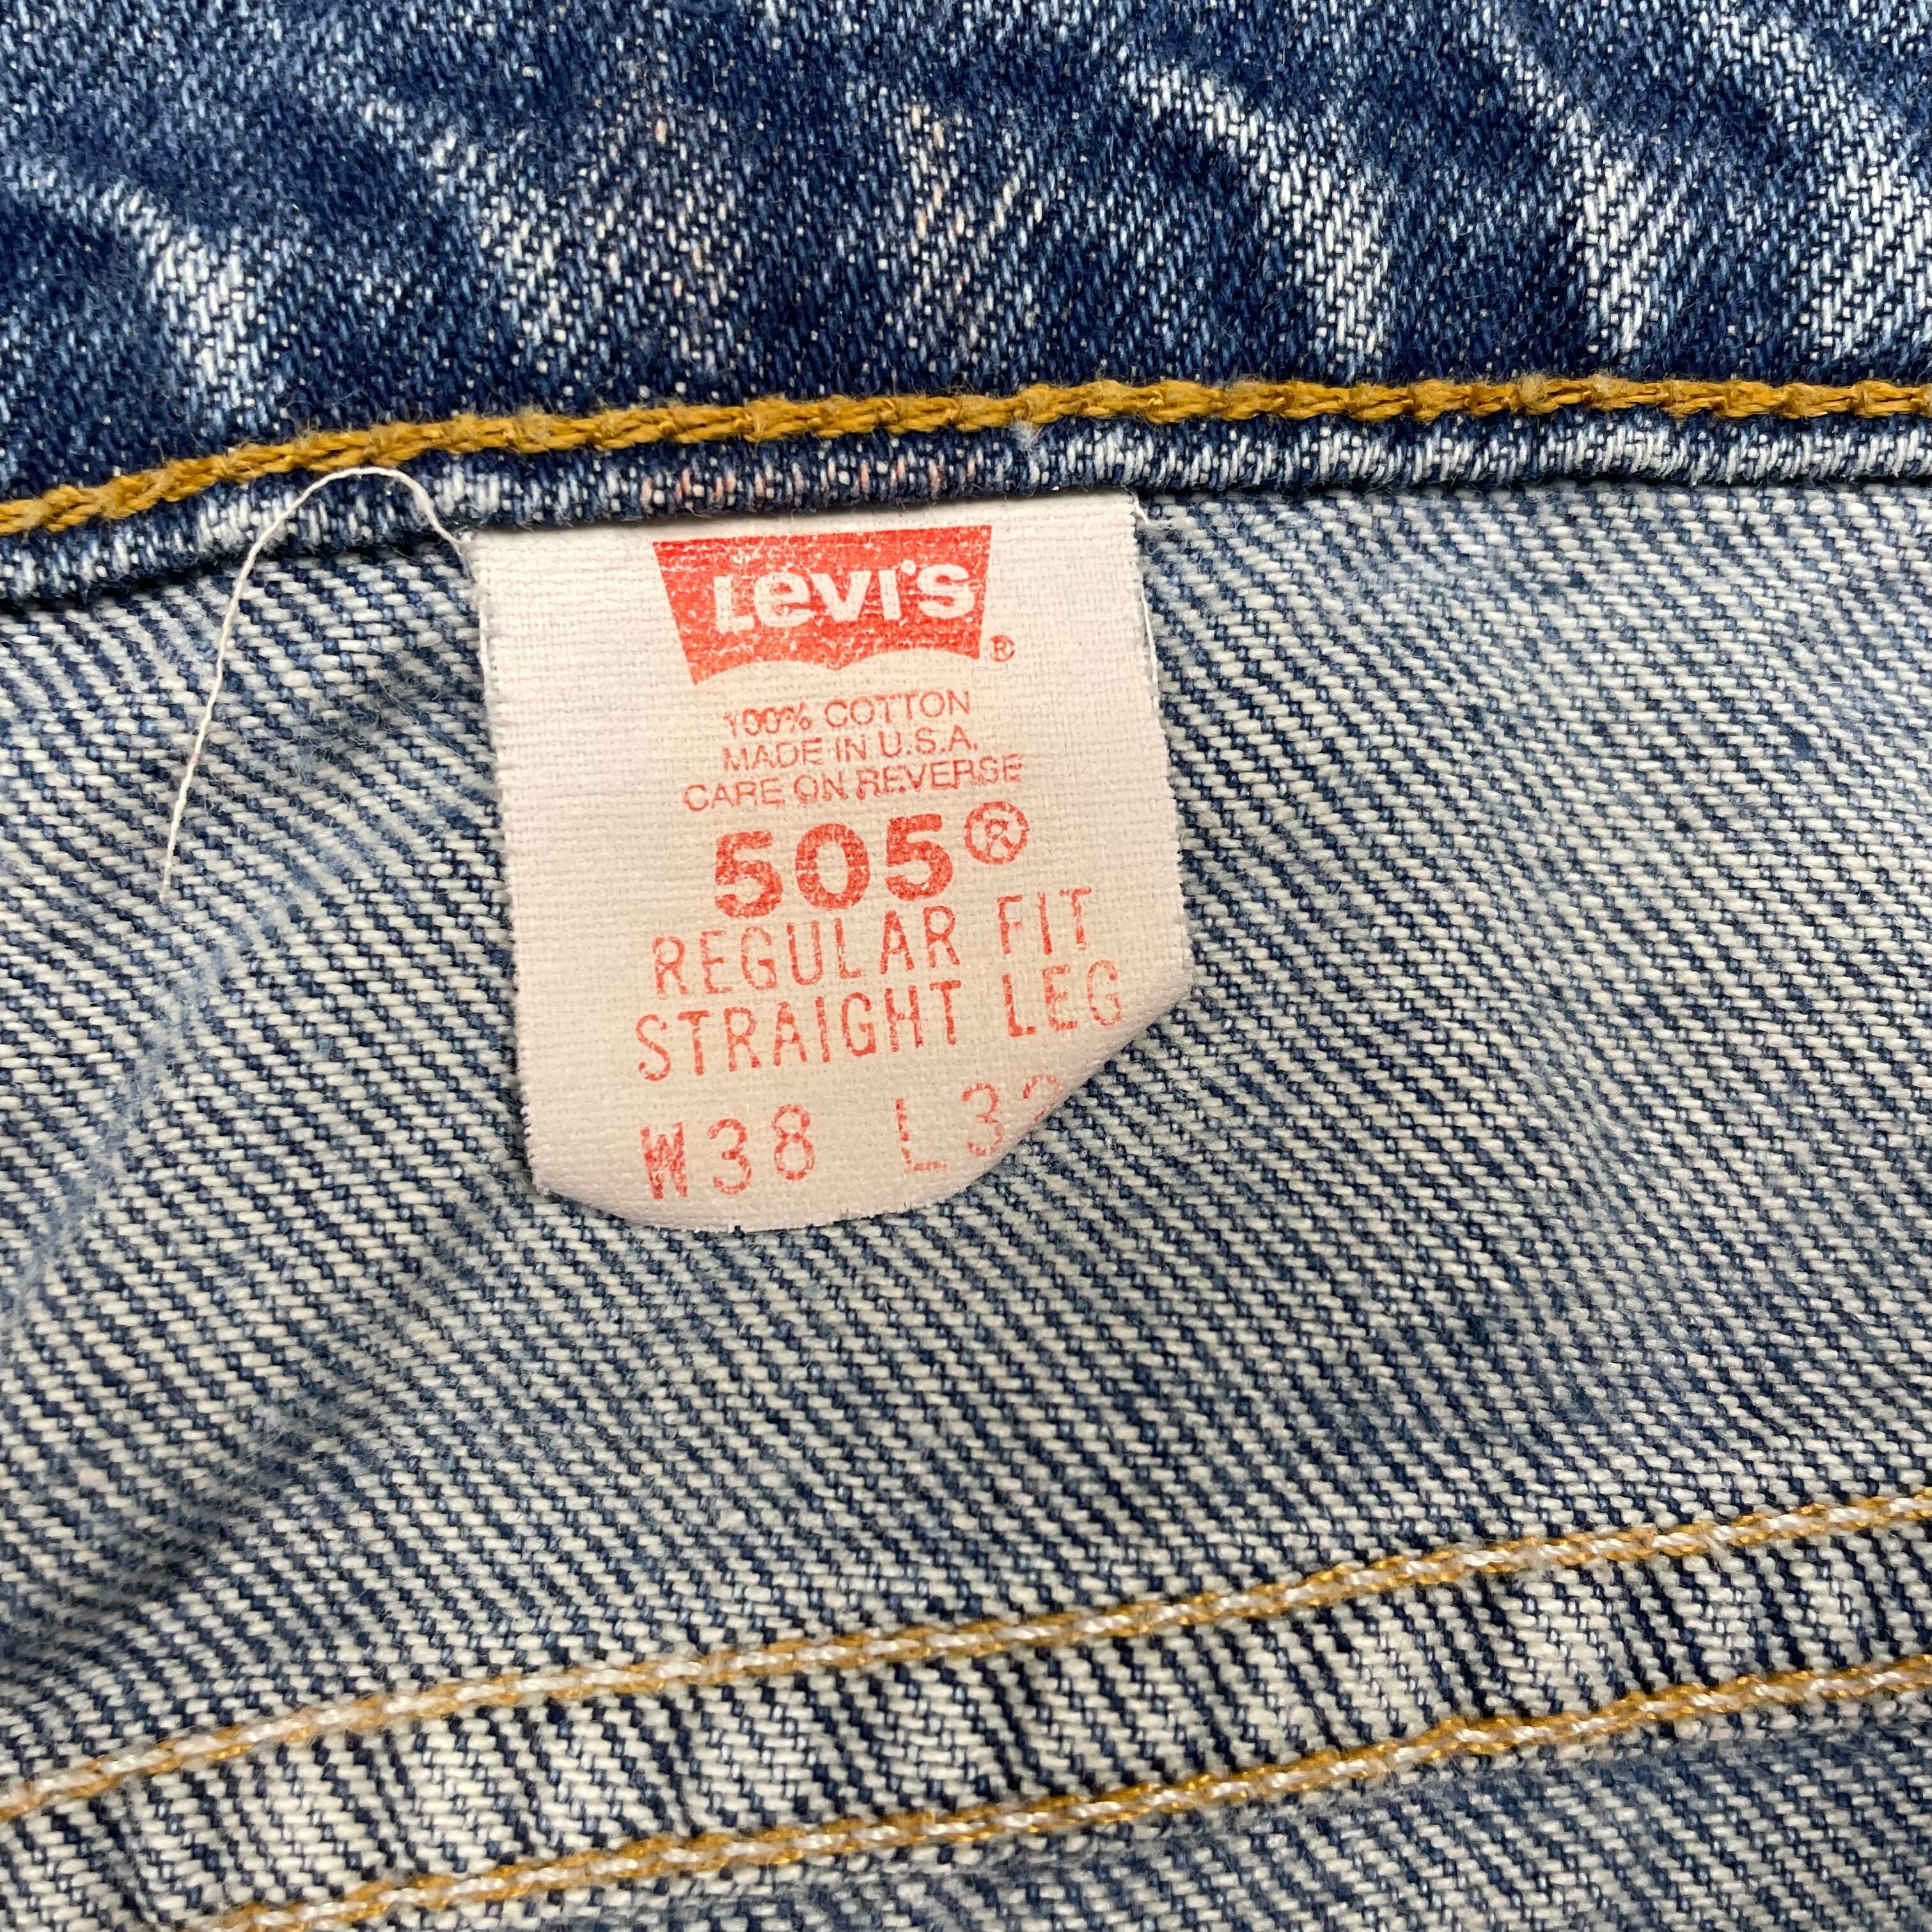 Levi's ®
100% COTTON
MADE IN U.S.A.
CARE ON REVERSE
505®
REGULAR FIT
STRAIGHT LEG
W38